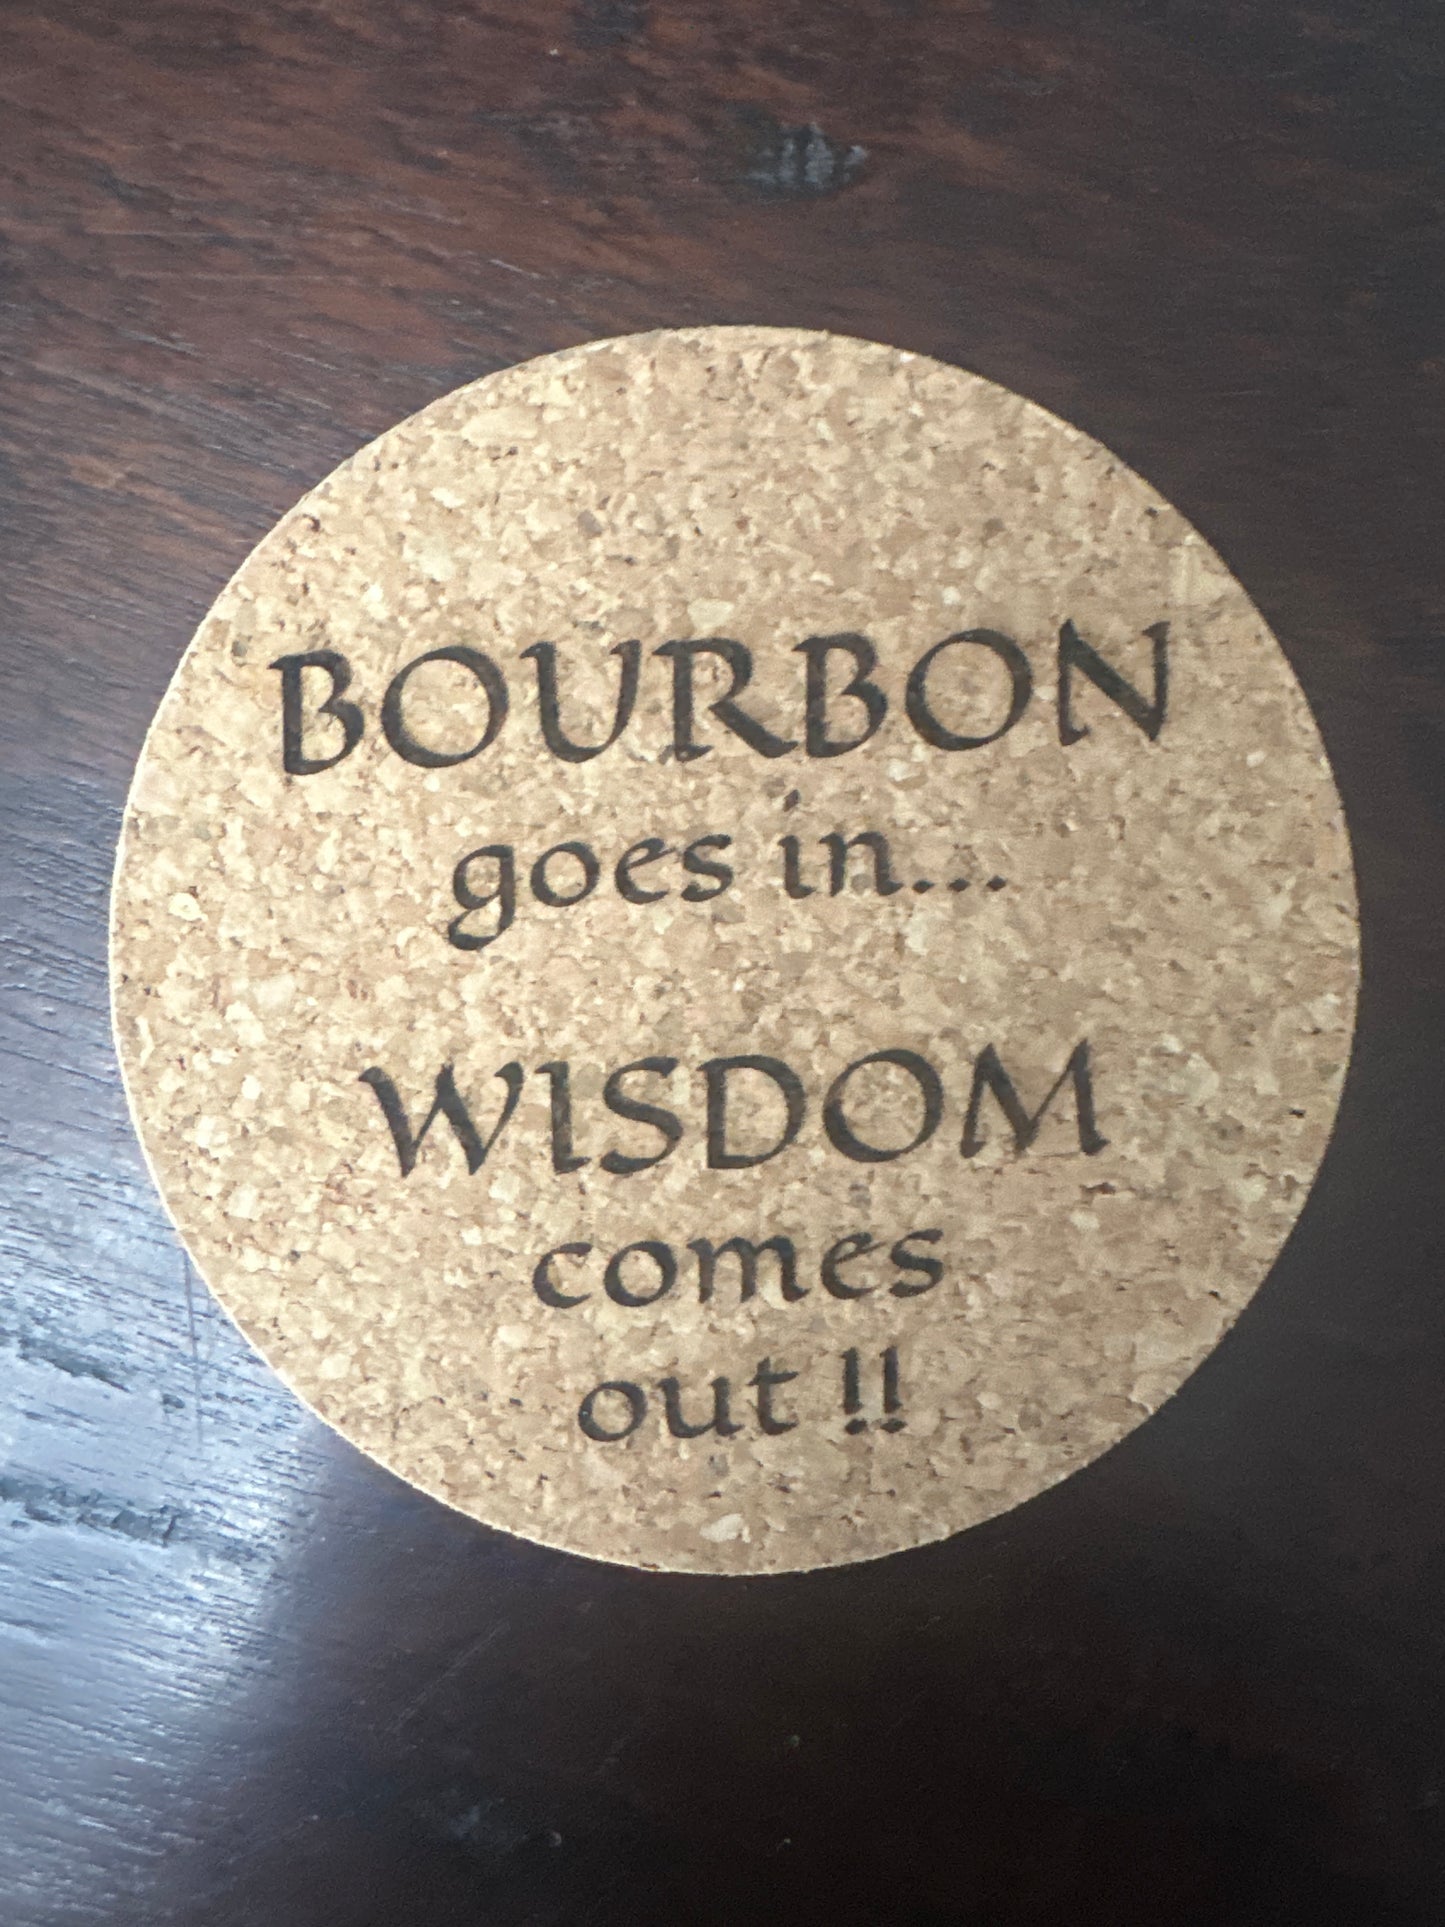 BOURBON
goes in...
WISDOM
comes
out !!